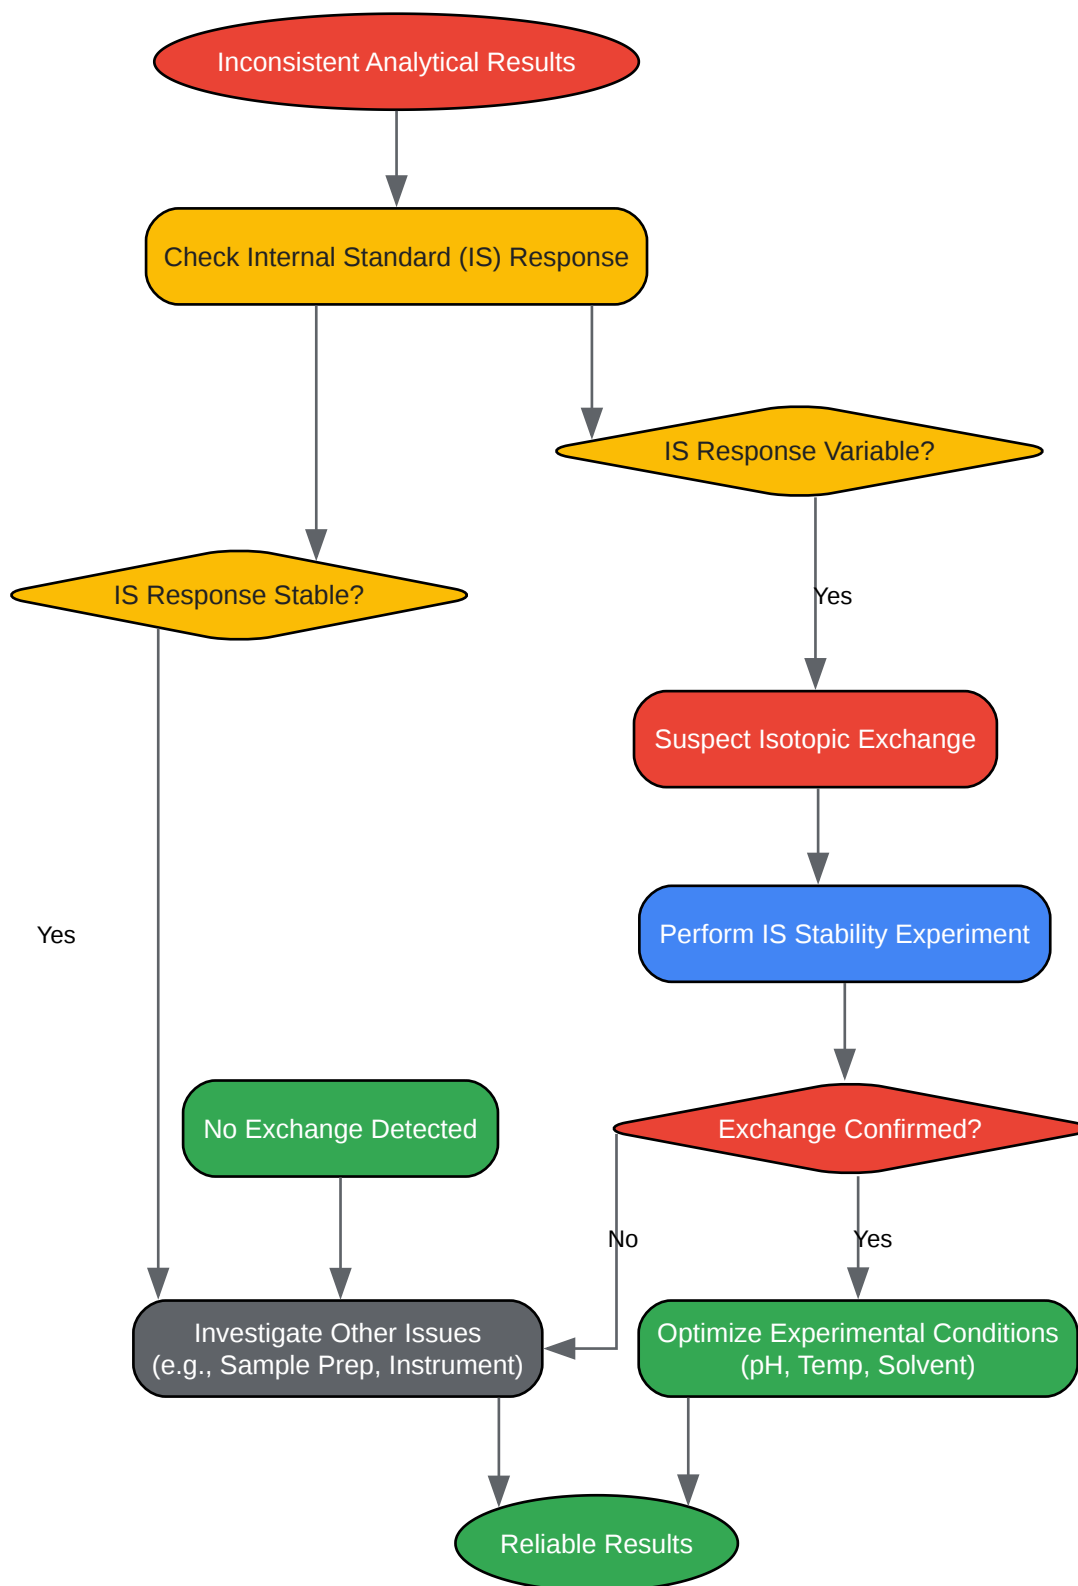 Inconsistent Analytical Results
Check Internal Standard (IS) Response
IS Response Variable?
IS Response Stable?
Yes
Suspect Isotopic Exchange
Yes
Perform IS Stability Experiment
No Exchange Detected
Exchange Confirmed?
No
Yes
Investigate Other Issues
(e.g., Sample Prep, Instrument)
Optimize Experimental Conditions
(pH, Temp, Solvent)
Reliable Results